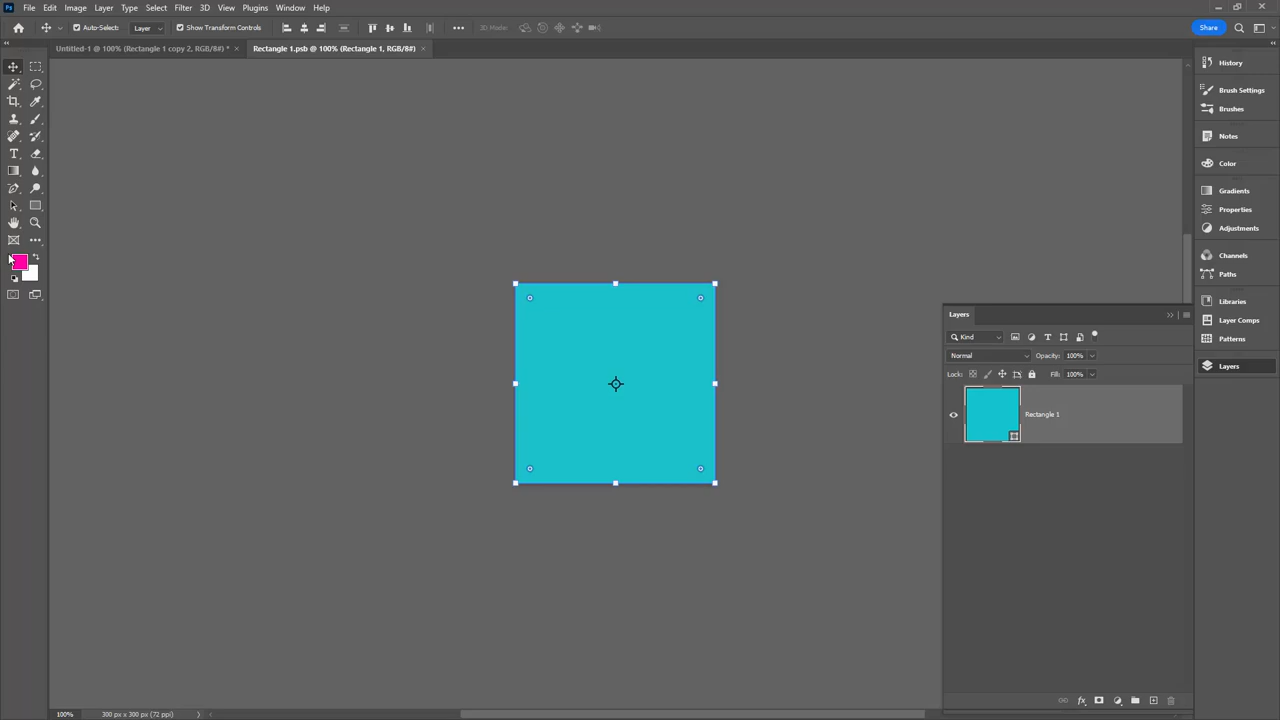 Ps File Edit Image Layer Type Select Filter 3D View Plugins Window Help
Auto-Select: Layer Show Transform Controls 3D Mode: Share
Untitled-1 @ 100% (Rectangle 1 copy 2, RGB/8#) * × Rectangle 1.psb @ 100% (Rectangle 1, RGB/8#) ×
History
Brush Settings
Brushes
Notes
Color
Gradients
Properties
Adjustments
Channels
Paths
Libraries
Layer Comps
Patterns
Layers
Layers
Kind
Normal Opacity: 100%
Lock: Fill: 100%
Rectangle 1
100% 300 px x 300 px (72 ppi)